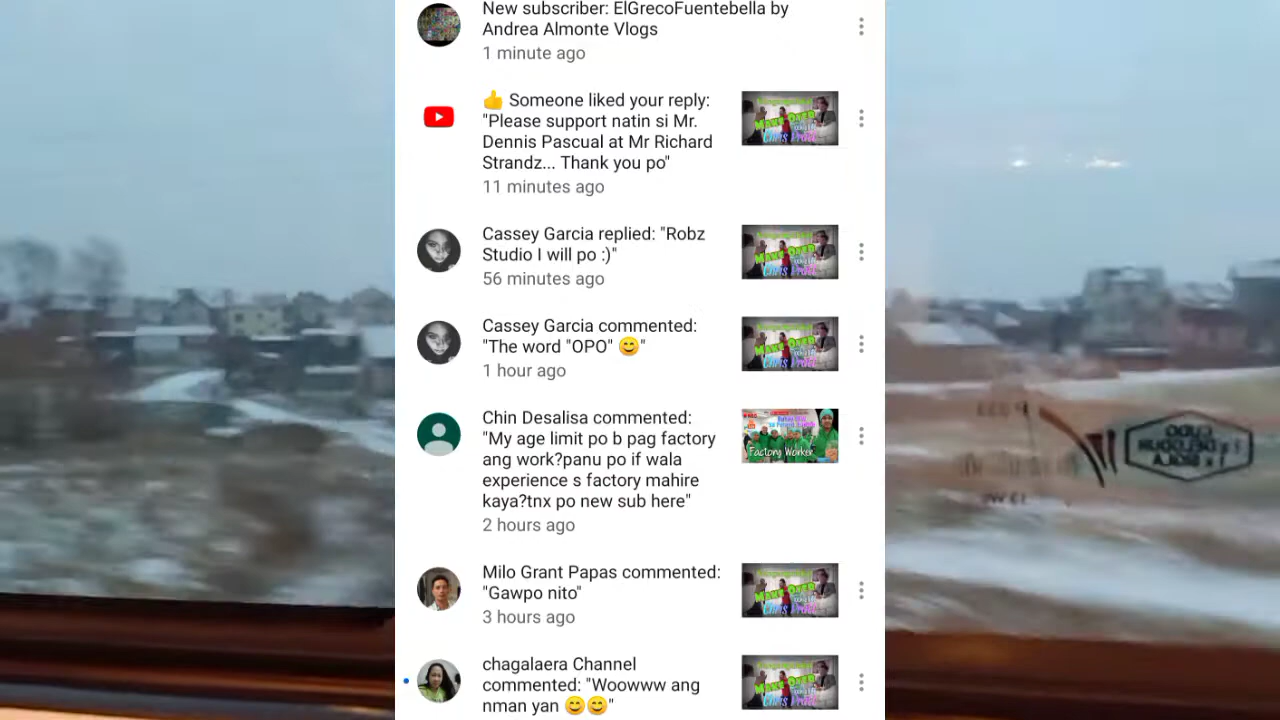 New subscriber: ElGrecoFuentebella by
Andrea Almonte Vlogs
1 minute ago
👍 Someone liked your reply:
"Please support natin si Mr.
Dennis Pascual at Mr Richard
Strandz... Thank you po"
11 minutes ago
Cassey Garcia replied: "Robz
Studio I will po :)"
56 minutes ago
Cassey Garcia commented:
"The word "OPO" 😊"
1 hour ago
Chin Desalisa commented:
"My age limit po b pag factory
ang work?panu po if wala
experience s factory mahire
kaya?tnx po new sub here"
2 hours ago
Factory Worker
Milo Grant Papas commented:
"Gawpo nito"
3 hours ago
chagalaera Channel
commented: "Woowww ang
nman yan 😊😊"